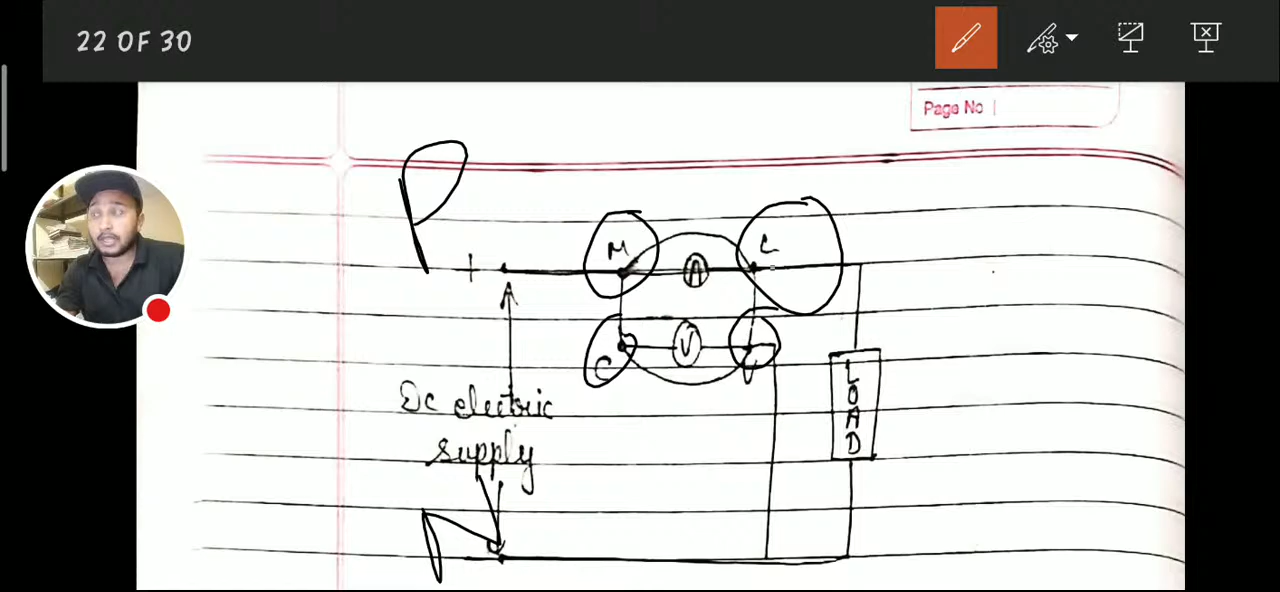 22 OF 30
Page No
P
M
L
+
A
C
V
V
LOAD
Dc electric
supply
N